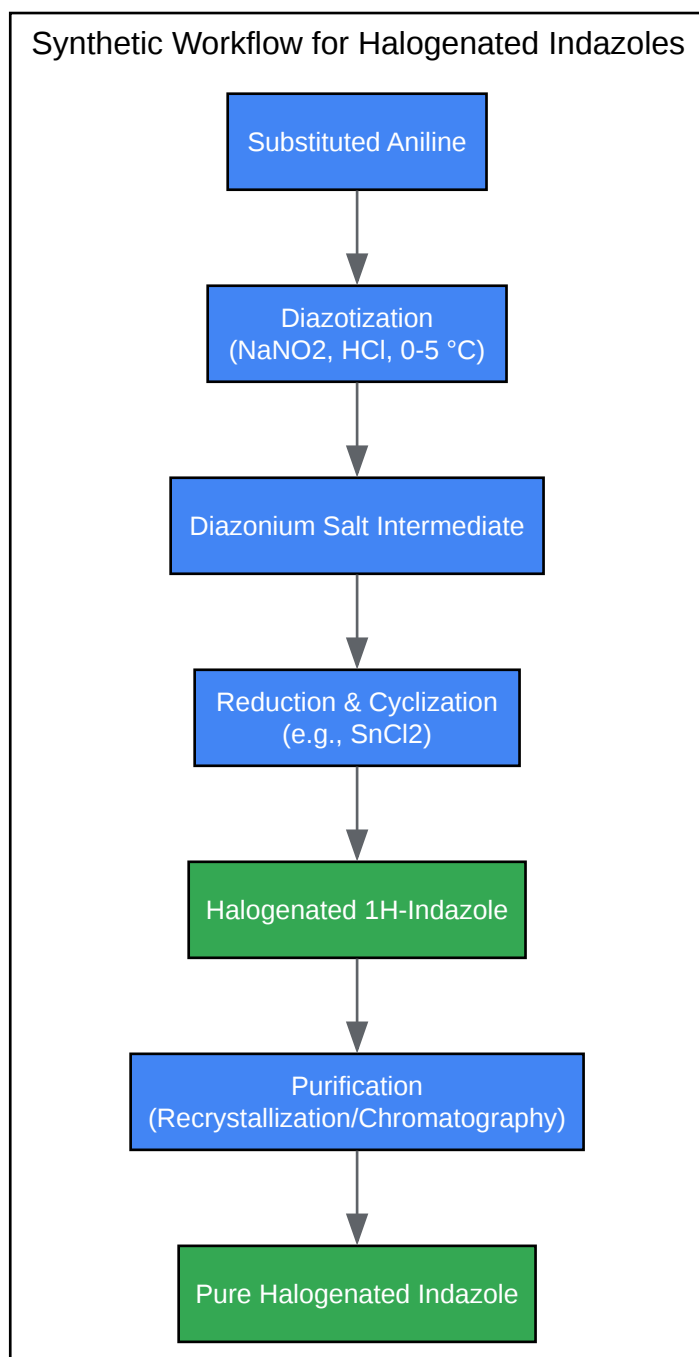 Synthetic Workflow for Halogenated Indazoles
Substituted Aniline
Diazotization
(NaNO2, HCl, 0-5 °C)
Diazonium Salt Intermediate
Reduction & Cyclization
(e.g., SnCl2)
Halogenated 1H-Indazole
Purification
(Recrystallization/Chromatography)
Pure Halogenated Indazole